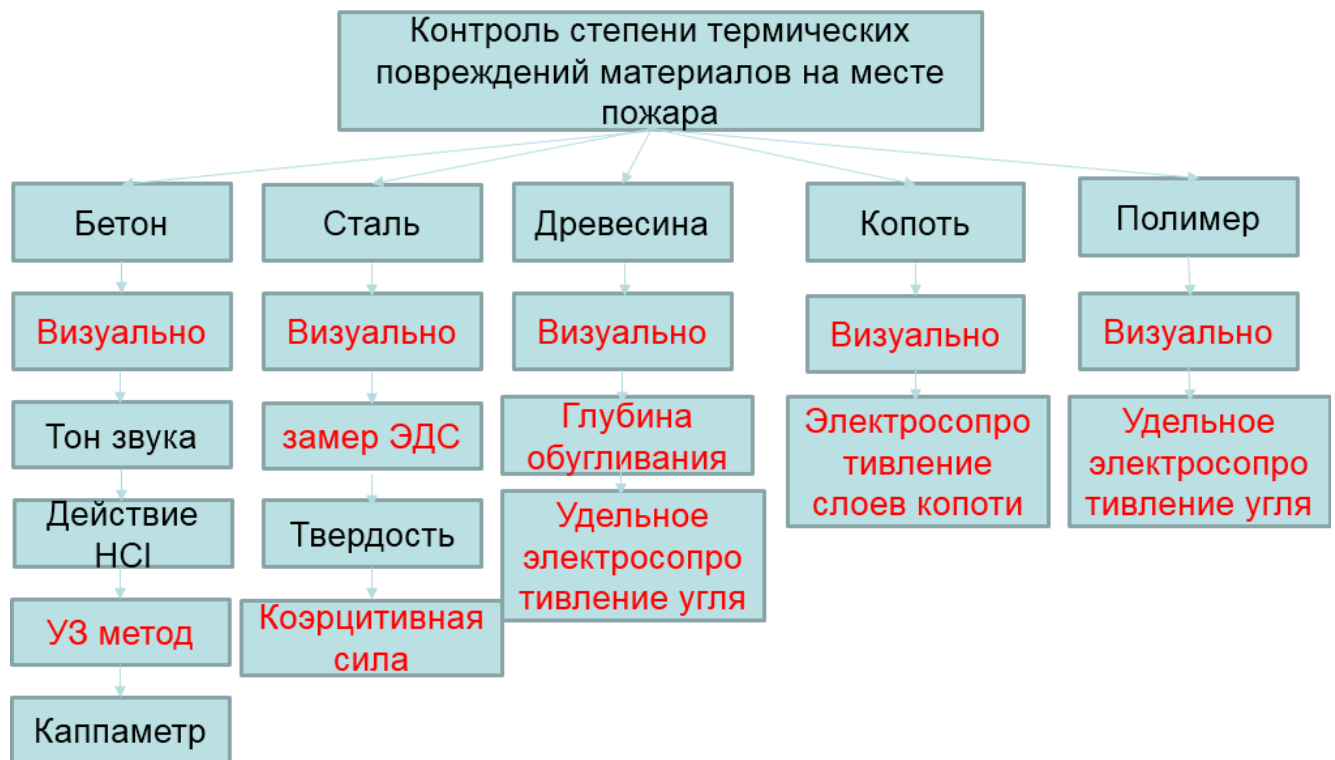 Контроль степени термических
повреждений материалов на месте
пожара
Бетон
Сталь
Древесина
Копоть
Полимер
Визуально
Визуально
Визуально
Визуально
Визуально
Тон звука
замер ЭДС
Глубина
обугливания
Электросопро
тивление
слоев копоти
Удельное
электросопро
тивление угля
Действие
HCl
Твердость
Удельное
электросопро
тивление угля
УЗ метод
Коэрцитивная
сила
Каппаметр